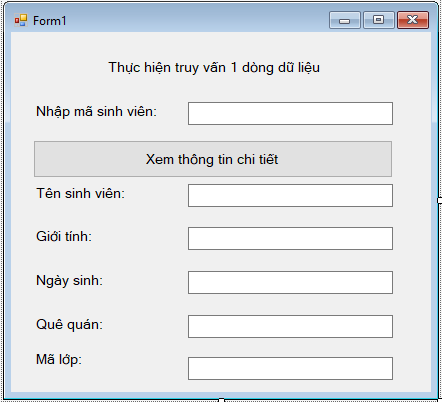 Form1
Thực hiện truy vấn 1 dòng dữ liệu
Nhập mã sinh viên:
Xem thông tin chi tiết
Tên sinh viên:
Giới tính:
Ngày sinh:
Quê quán:
Mã lớp: